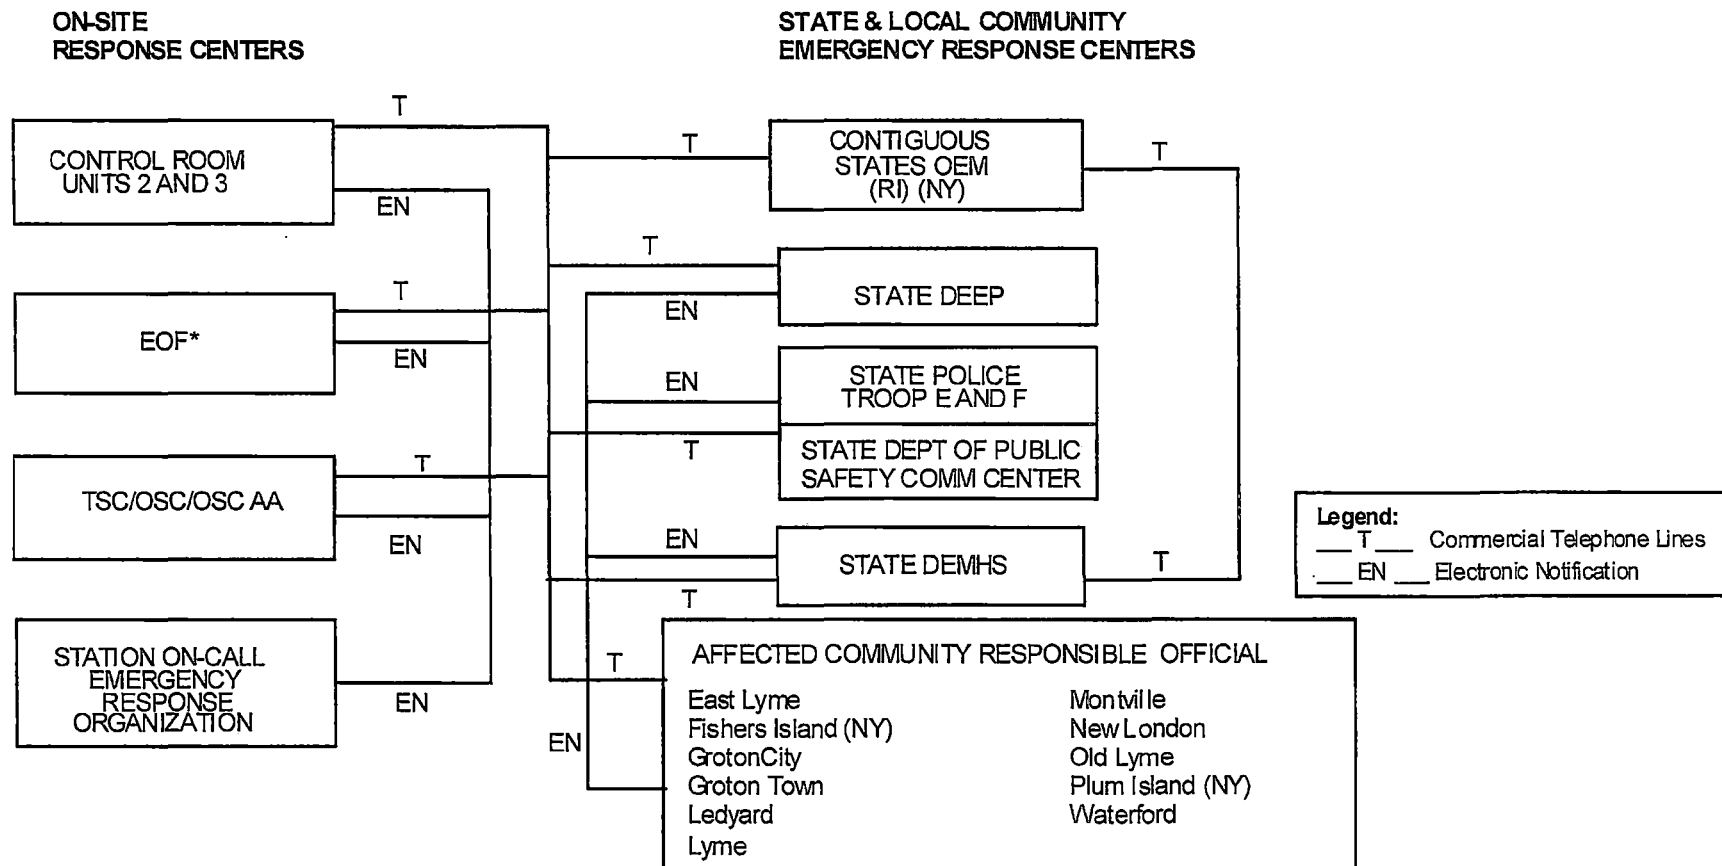 ON-SITE
RESPONSE CENTERS
STATE & LOCAL COMMUNITY
EMERGENCY RESPONSE CENTERS
T
CONTROL ROOM
UNITS 2 AND 3
EN
T
CONTIGUOUS
STATES OEM
(RI) (NY)
T
T
EOF*
EN
T
STATE DEEP
EN
EN
STATE POLICE
TROOP E AND F
T
STATE DEPT OF PUBLIC
SAFETY COMM CENTER
T
TSC/OSC/OSC AA
EN
EN
STATE DEMHS
T
T
Legend:
___ T ___ Commercial Telephone Lines
___ EN ___ Electronic Notification
STATION ON-CALL
EMERGENCY
RESPONSE
ORGANIZATION
EN
T
EN
AFFECTED COMMUNITY RESPONSIBLE OFFICIAL
East Lyme
Fishers Island (NY)
GrotonCity
Groton Town
Ledyard
Lyme
Montville
New London
Old Lyme
Plum Island (NY)
Waterford